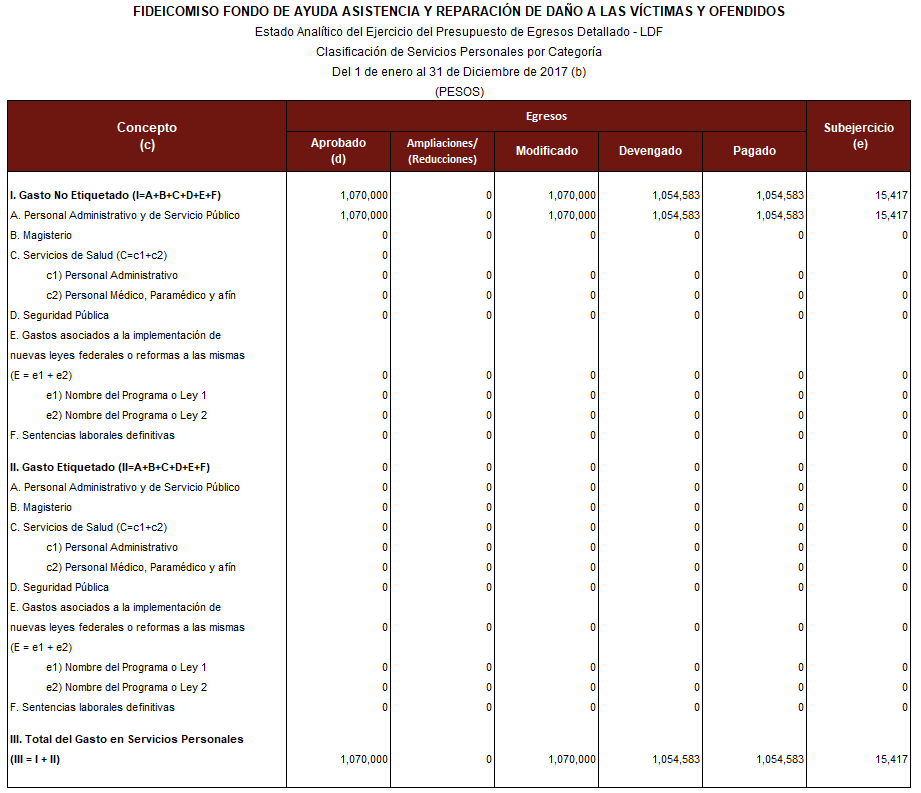 FIDEICOMISO FONDO DE AYUDA ASISTENCIA Y REPARACIÓN DE DAÑO A LAS VÍCTIMAS Y OFENDIDOS
Estado Analítico del Ejercicio del Presupuesto de Egresos Detallado - LDF
Clasificación de Servicios Personales por Categoría
Del 1 de enero al 31 de Diciembre de 2017 (b)
(PESOS)
Concepto (c) Egresos Subejercicio (e)
Aprobado (d) Ampliaciones/ (Reducciones) Modificado Devengado Pagado
I. Gasto No Etiquetado (I=A+B+C+D+E+F) 1,070,000 0 1,070,000 1,054,583 1,054,583 15,417
A. Personal Administrativo y de Servicio Público 1,070,000 0 1,070,000 1,054,583 1,054,583 15,417
B. Magisterio 0 0 0 0 0 0
C. Servicios de Salud (C=c1+c2) 0
c1) Personal Administrativo 0 0 0 0 0 0
c2) Personal Médico, Paramédico y afín 0 0 0 0 0 0
D. Seguridad Pública 0 0 0 0 0 0
E. Gastos asociados a la implementación de
nuevas leyes federales o reformas a las mismas
(E = e1 + e2) 0 0 0 0 0 0
e1) Nombre del Programa o Ley 1 0 0 0 0 0 0
e2) Nombre del Programa o Ley 2 0 0 0 0 0 0
F. Sentencias laborales definitivas 0 0 0 0 0 0
II. Gasto Etiquetado (II=A+B+C+D+E+F) 0 0 0 0 0 0
A. Personal Administrativo y de Servicio Público 0 0 0 0 0 0
B. Magisterio 0 0 0 0 0 0
C. Servicios de Salud (C=c1+c2) 0 0 0 0 0 0
c1) Personal Administrativo 0 0 0 0 0 0
c2) Personal Médico, Paramédico y afín 0 0 0 0 0 0
D. Seguridad Pública 0 0 0 0 0 0
E. Gastos asociados a la implementación de
nuevas leyes federales o reformas a las mismas 0 0 0 0 0 0
(E = e1 + e2)
e1) Nombre del Programa o Ley 1 0 0 0 0 0 0
e2) Nombre del Programa o Ley 2 0 0 0 0 0 0
F. Sentencias laborales definitivas 0 0 0 0 0 0
III. Total del Gasto en Servicios Personales
(III = I + II) 1,070,000 0 1,070,000 1,054,583 1,054,583 15,417